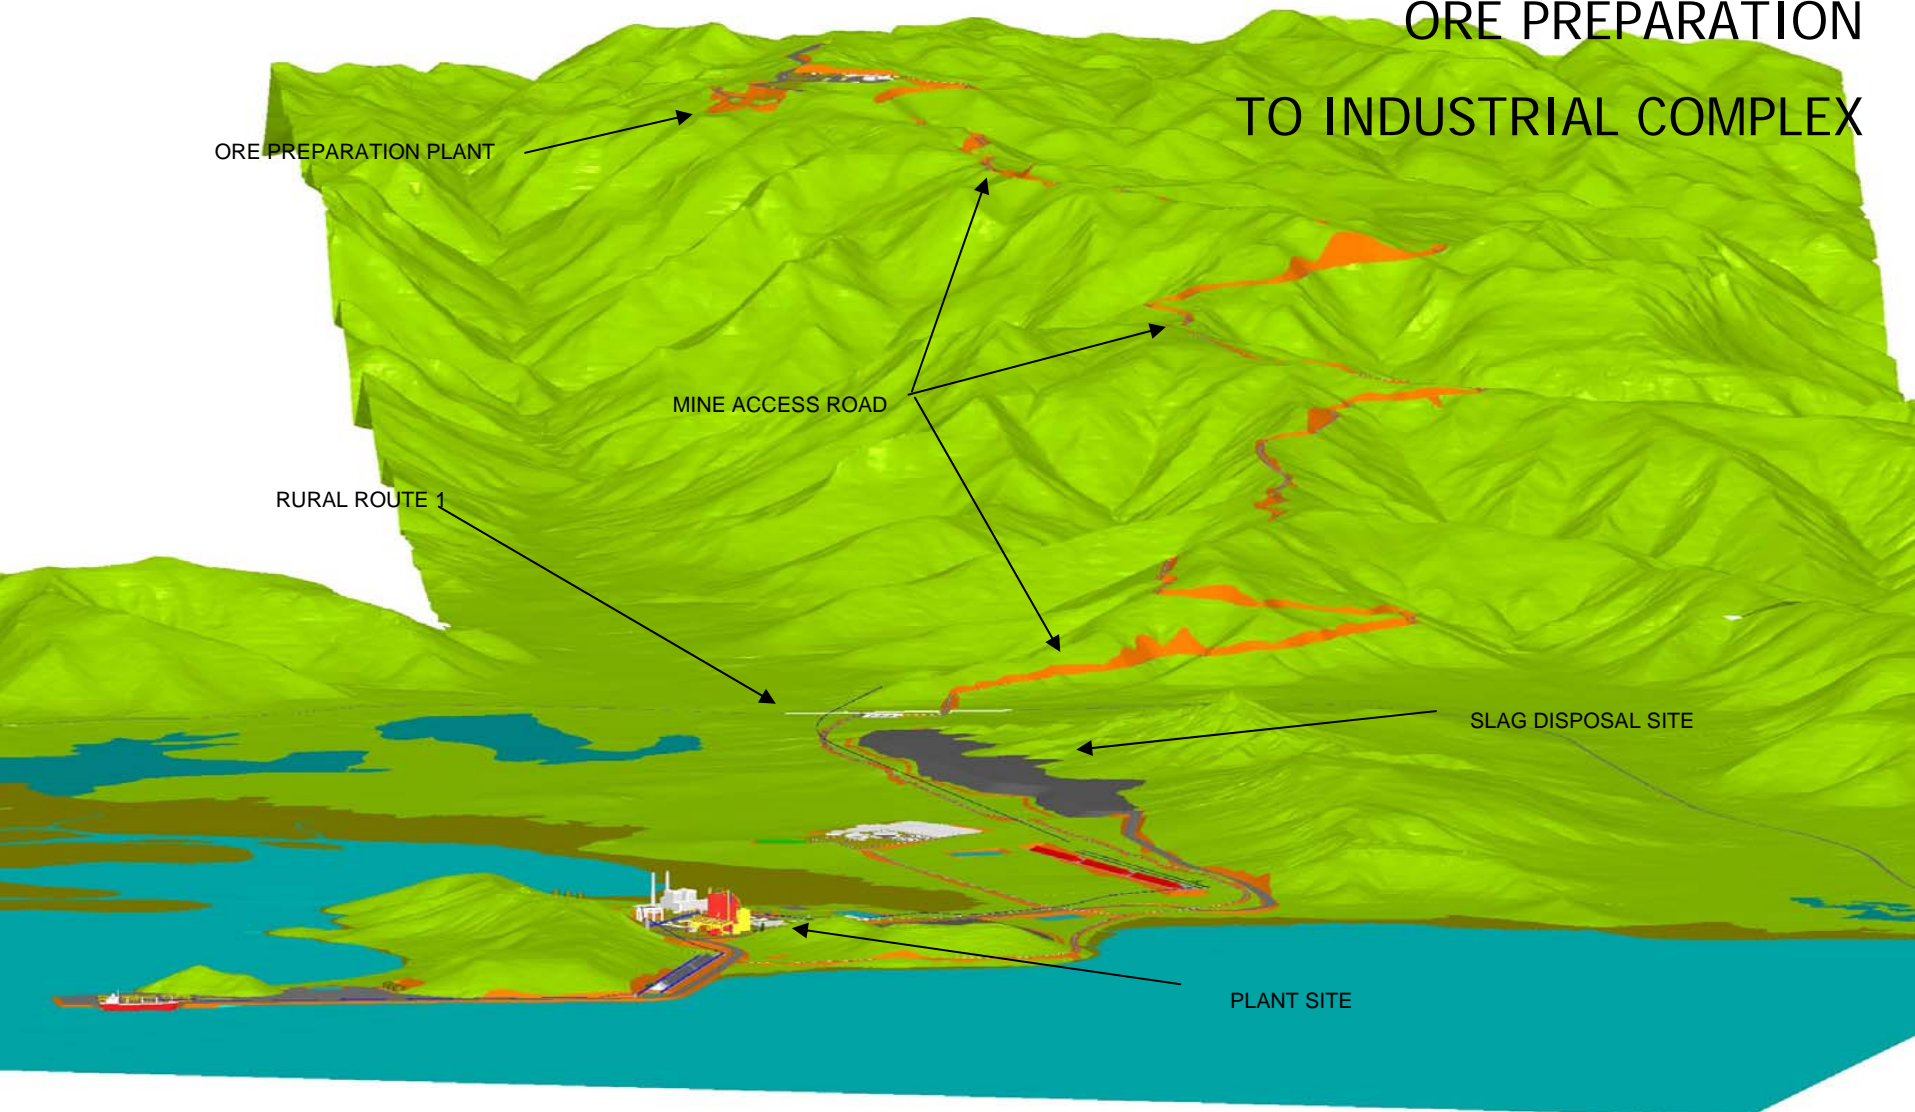 ORE PREPARATION
TO INDUSTRIAL COMPLEX
ORE PREPARATION PLANT
MINE ACCESS ROAD
RURAL ROUTE 1
SLAG DISPOSAL SITE
PLANT SITE